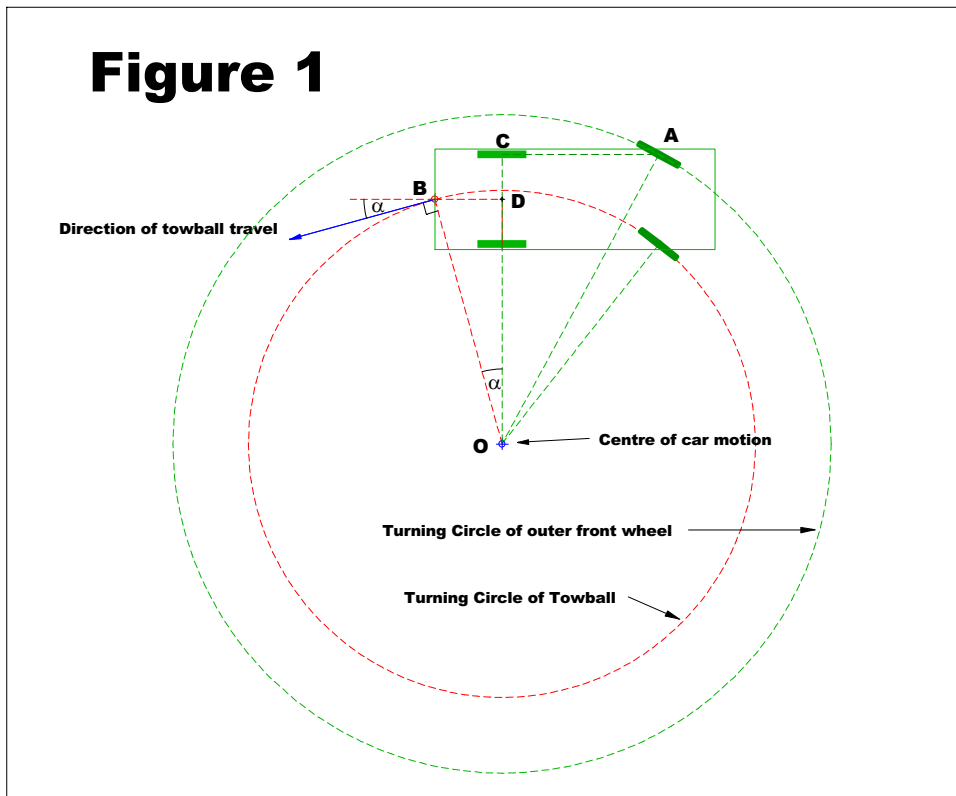 Figure 1
A
C
B
D
α
Direction of towball travel
α
O
Centre of car motion
Turning Circle of outer front wheel
Turning Circle of Towball